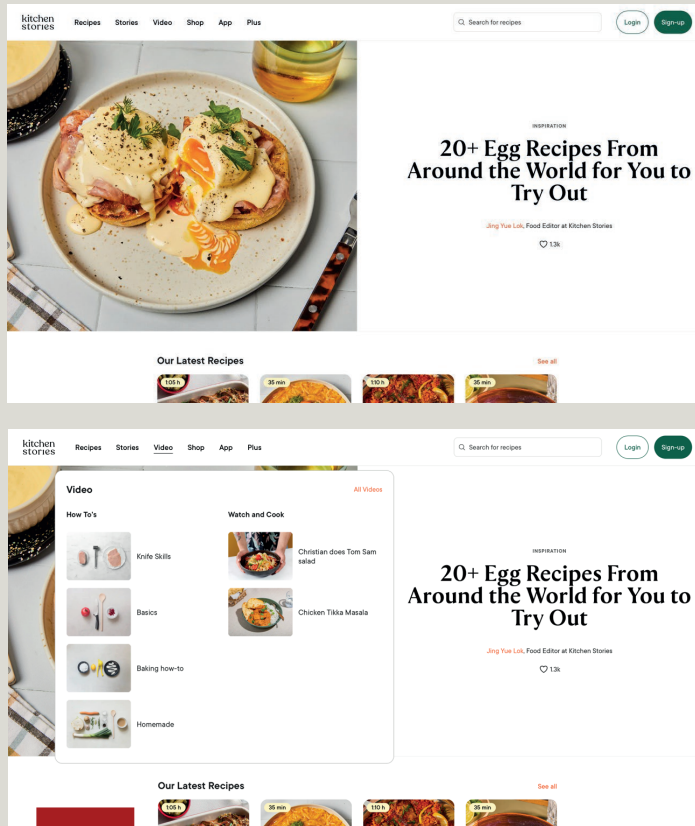 kitchen
stories
Recipes Stories Video Shop App Plus
Search for recipes
Login
Sign-up
INSPIRATION
20+ Egg Recipes From
Around the World for You to
Try Out
Jing Yue Lok, Food Editor at Kitchen Stories
1.3k
Our Latest Recipes
See all
1:05 h
35 min
1:10 h
35 min
kitchen
stories
Recipes Stories Video Shop App Plus
Search for recipes
Login
Sign-up
Video
All Videos
How To's
Knife Skills
Basics
Baking how-to
Homemade
Watch and Cook
Christian does Tom Sam
salad
Chicken Tikka Masala
INSPIRATION
20+ Egg Recipes From
Around the World for You to
Try Out
Jing Yue Lok, Food Editor at Kitchen Stories
1.3k
Our Latest Recipes
See all
1:05 h
35 min
1:10 h
35 min